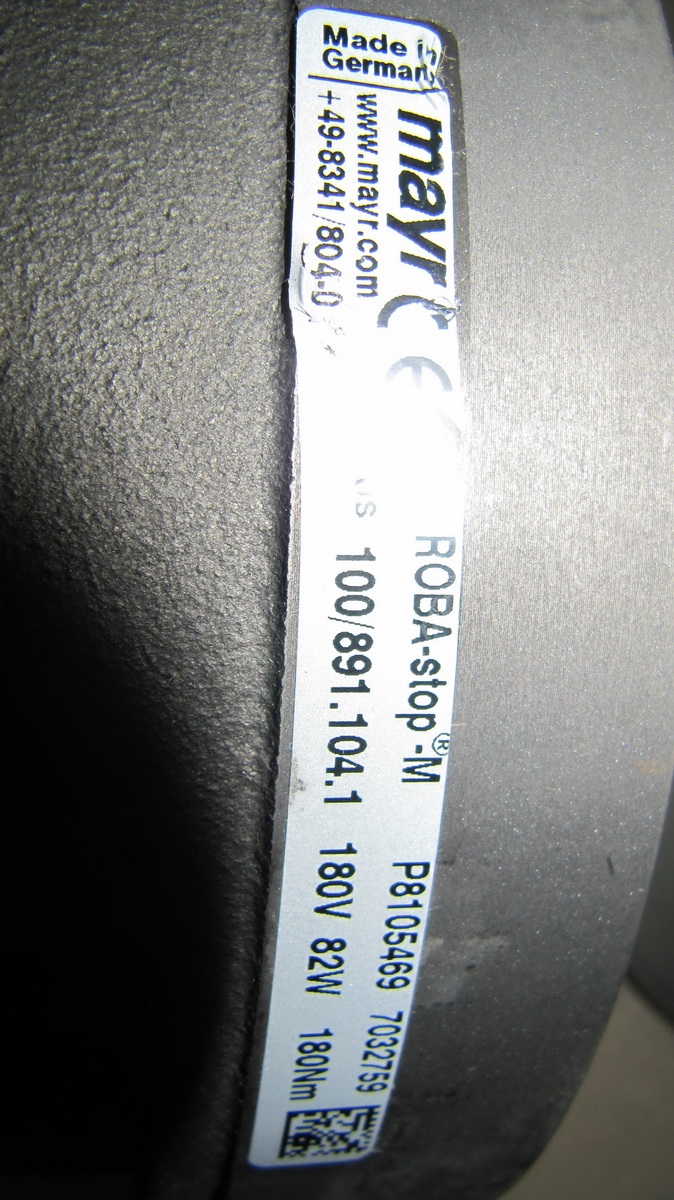 Made in
Germany
mayr
www.mayr.com
+49-8341/804-0
CE
ROBA-stop®-M P8105469 7032759
100/891.104.1 180V 82W 180Nm